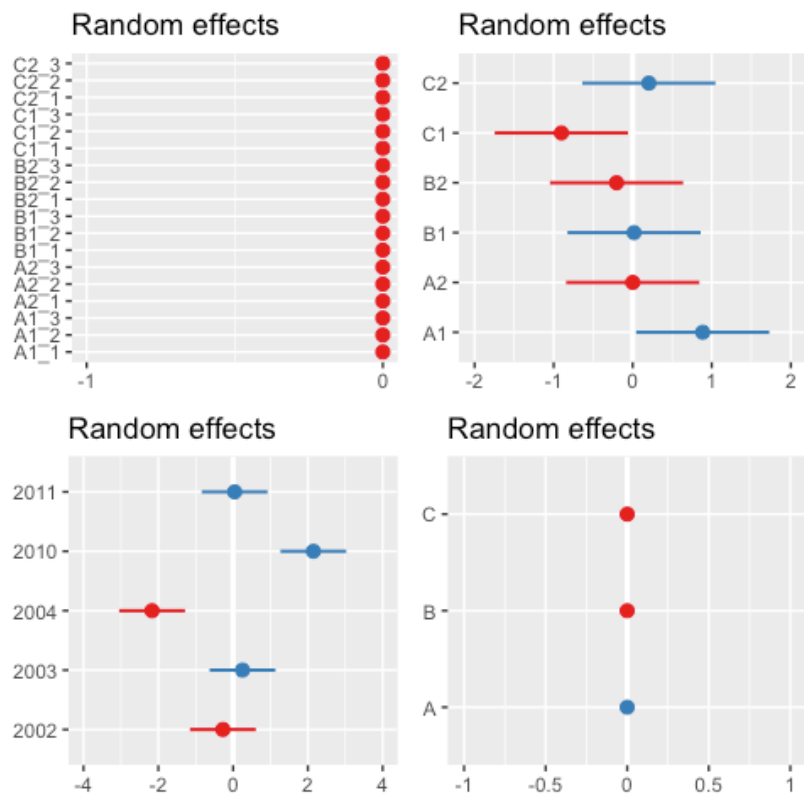 Random effects
C2_3
C2_2
C2_1
C1_3
C1_2
C1_1
B2_3
B2_2
B2_1
B1_3
B1_2
B1_1
A2_3
A2_2
A2_1
A1_3
A1_2
A1_1
-1 0
Random effects
C2
C1
B2
B1
A2
A1
-2 -1 0 1 2
Random effects
2011
2010
2004
2003
2002
-4 -2 0 2 4
Random effects
C
B
A
-1 -0.5 0 0.5 1